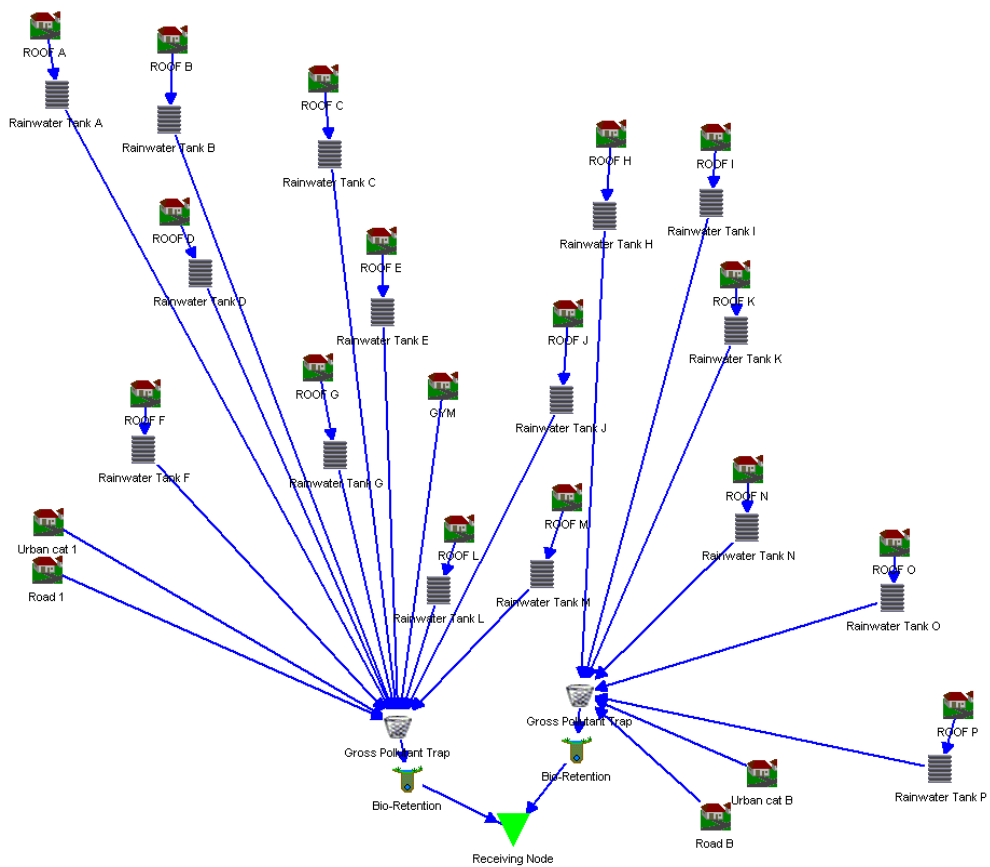 ROOF A
ROOF B
ROOF C
Rainwater Tank A
Rainwater Tank B
Rainwater Tank C
ROOF H
ROOF I
ROOF D
ROOF E
Rainwater Tank H
Rainwater Tank I
Rainwater Tank D
ROOF K
Rainwater Tank E
ROOF J
Rainwater Tank K
ROOF G
GYM
ROOF F
Rainwater Tank J
Rainwater Tank F
Rainwater Tank G
ROOF N
ROOF M
Urban cat 1
ROOF L
Rainwater Tank N
ROOF O
Road 1
Rainwater Tank M
Rainwater Tank L
Rainwater Tank O
Gross Pollutant Trap
ROOF P
Gross Pollutant Trap
Bio-Retention
Rainwater Tank P
Urban cat B
Bio-Retention
Road B
Receiving Node